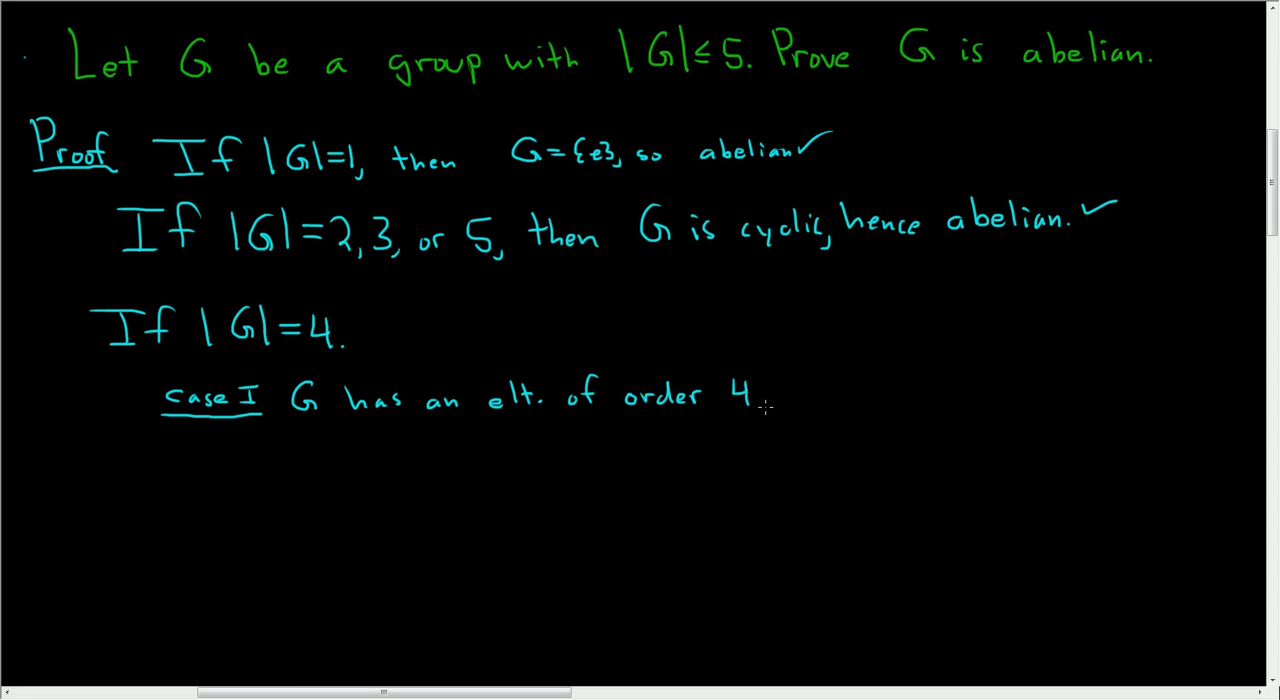 Let G be a group with |G| ≤ 5. Prove G is abelian.
Proof If |G|=1, then G={e}, so abelian✓
If |G|=2,3, or 5, then G is cyclic, hence abelian.✓
If |G|=4.
case I G has an elt. of order 4